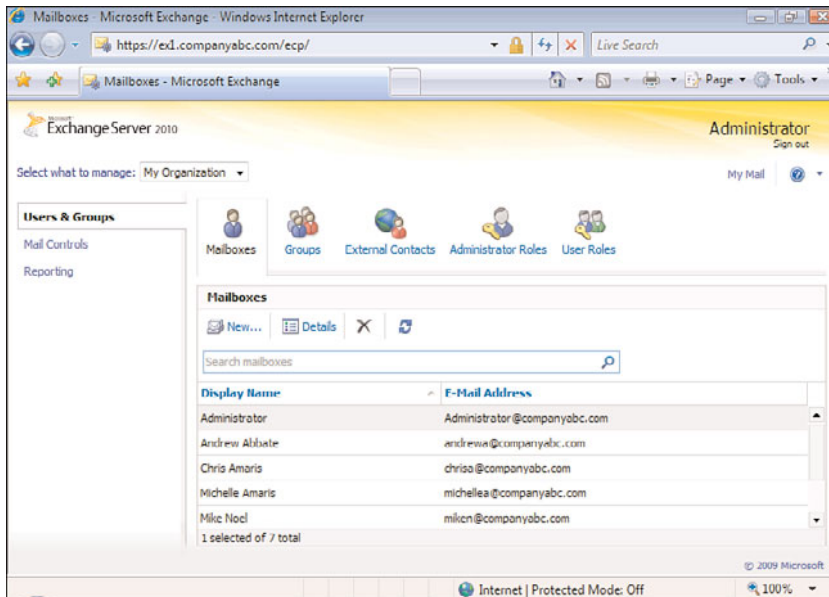 Mailboxes - Microsoft Exchange - Windows Internet Explorer
https://ex1.companyabc.com/ecp/
Live Search
Mailboxes - Microsoft Exchange
Page
Tools
Microsoft
Exchange Server 2010
Administrator
Sign out
Select what to manage: My Organization
My Mail
Users & Groups
Mail Controls
Reporting
Mailboxes
Groups
External Contacts
Administrator Roles
User Roles
Mailboxes
New...
Details
Search mailboxes
Display Name
E-Mail Address
Administrator
Administrator@companyabc.com
Andrew Abbate
andrewa@companyabc.com
Chris Amaris
chrisa@companyabc.com
Michelle Amaris
michellea@companyabc.com
Mike Noel
miken@companyabc.com
1 selected of 7 total
© 2009 Microsoft
Internet | Protected Mode: Off
100%